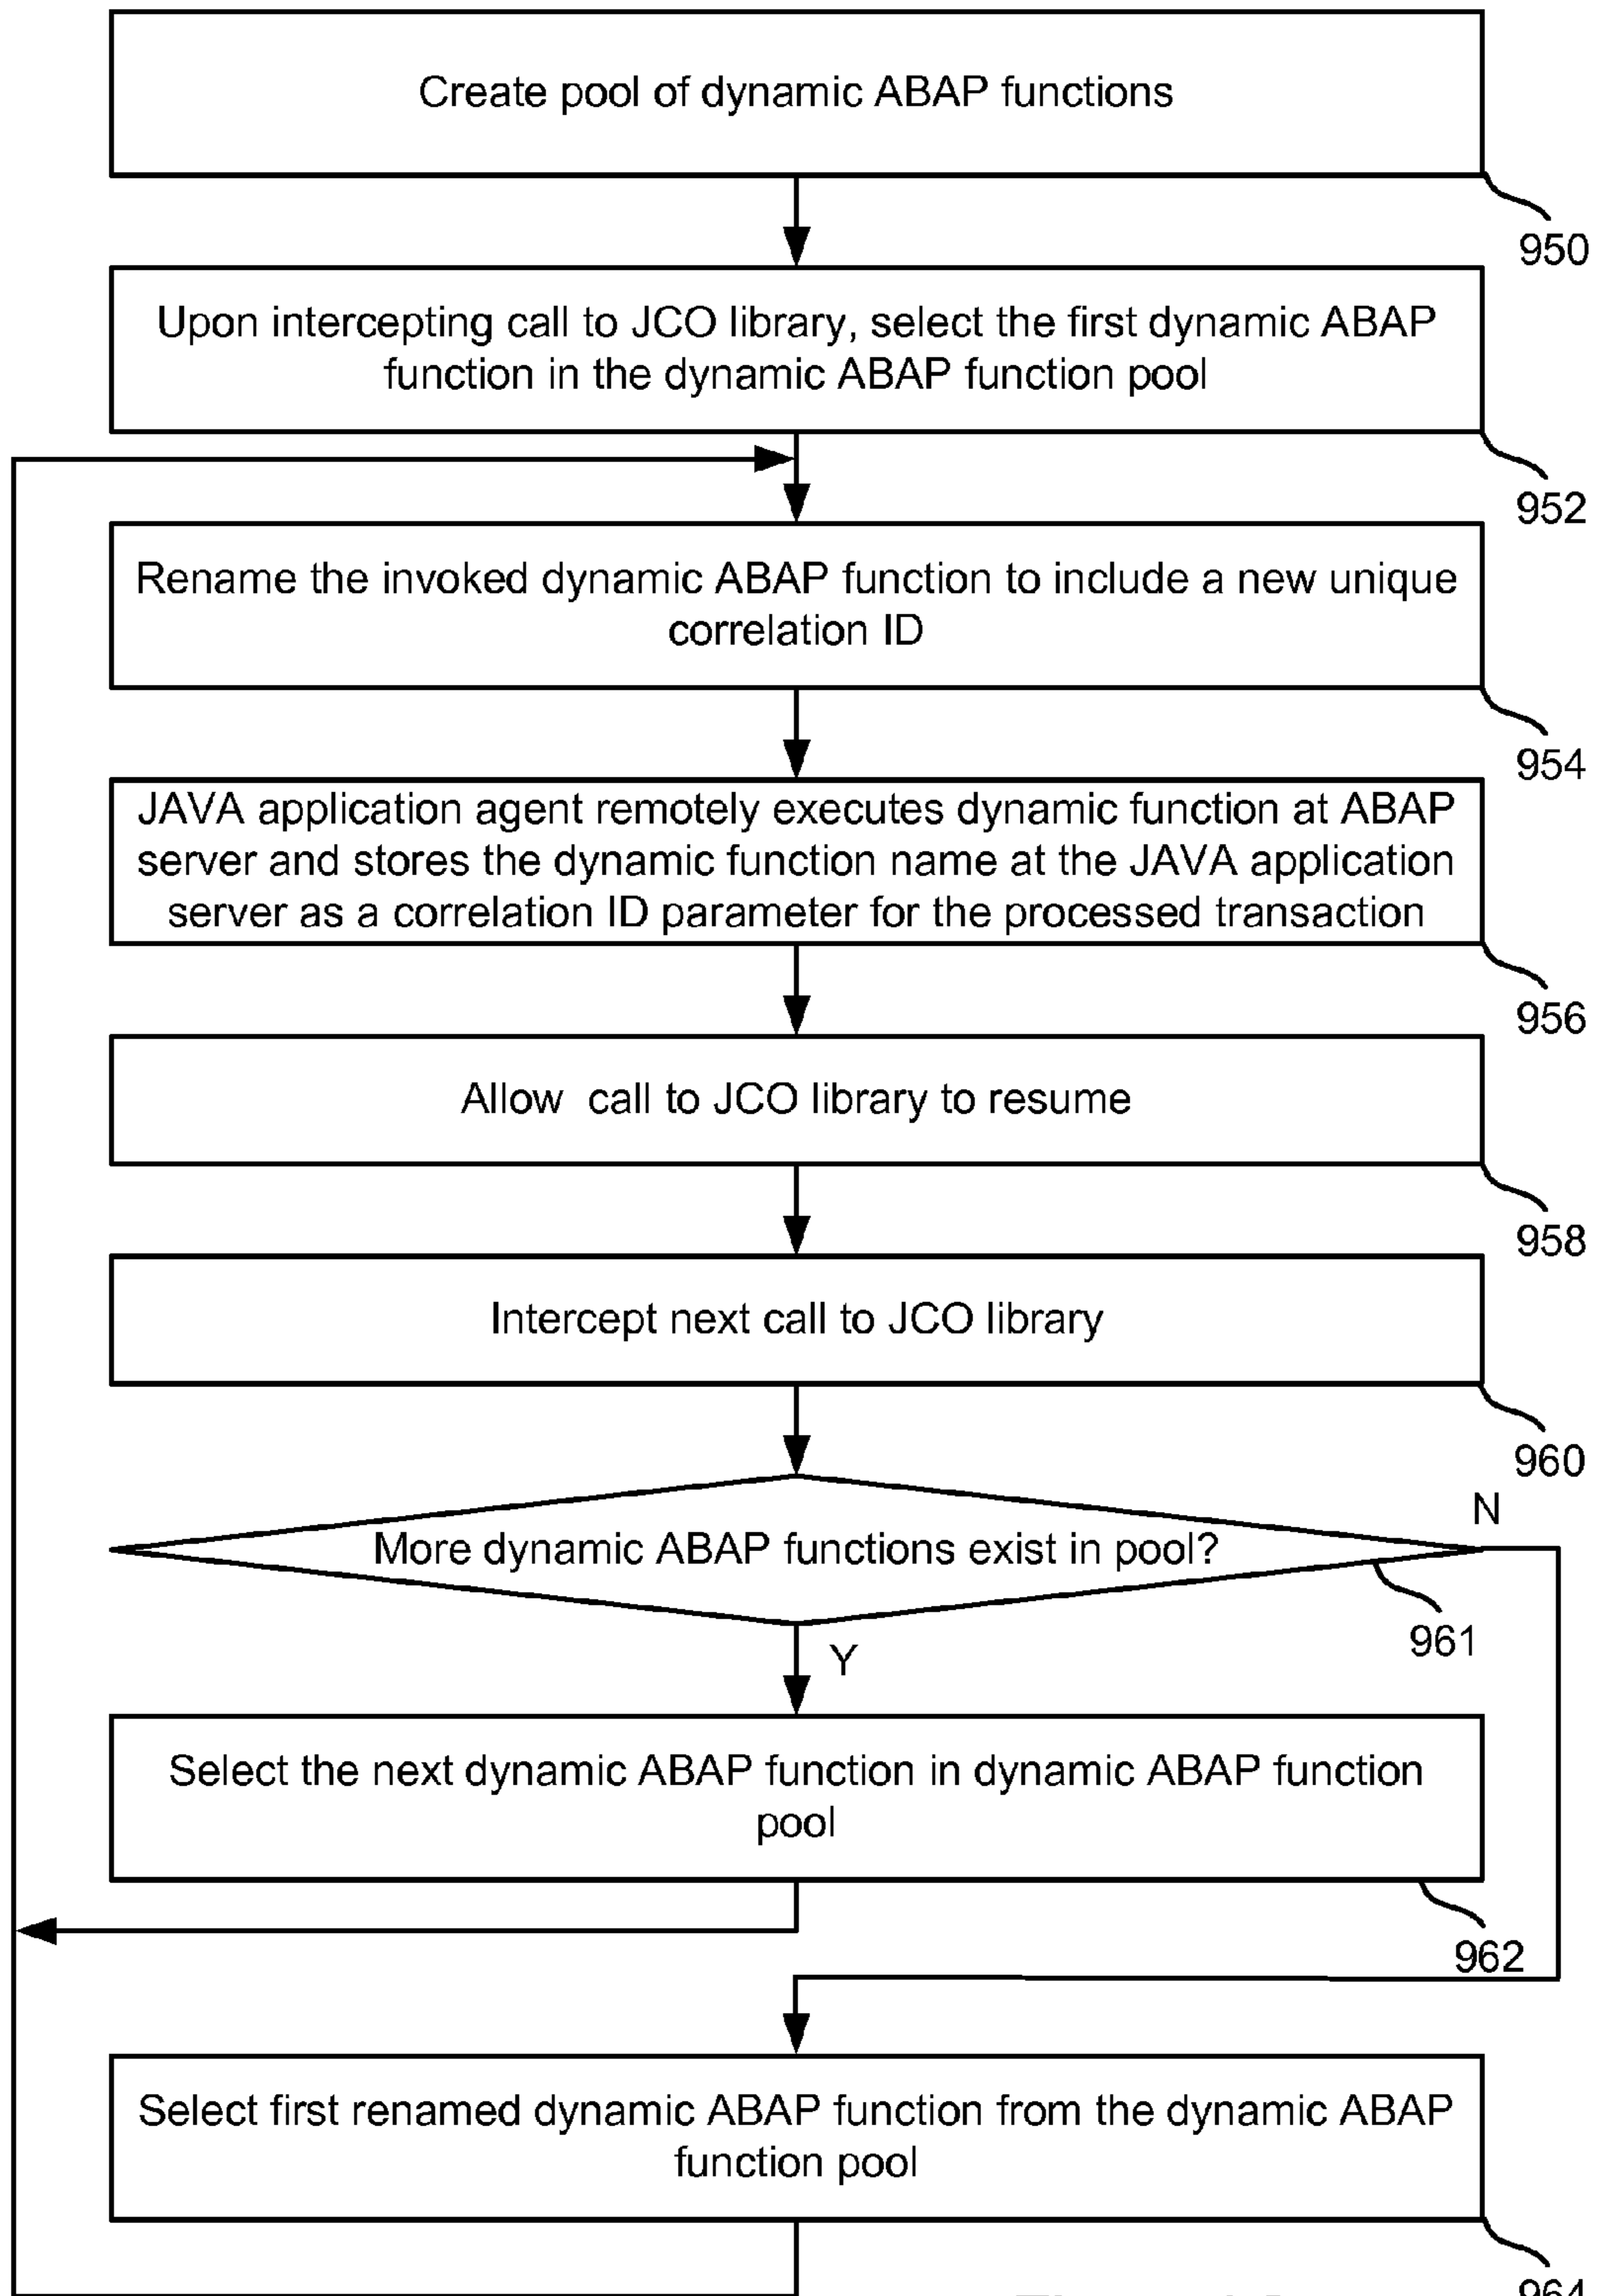 Create pool of dynamic ABAP functions
950
Upon intercepting call to JCO library, select the first dynamic ABAP
function in the dynamic ABAP function pool
952
Rename the invoked dynamic ABAP function to include a new unique
correlation ID
954
JAVA application agent remotely executes dynamic function at ABAP
server and stores the dynamic function name at the JAVA application
server as a correlation ID parameter for the processed transaction
956
Allow call to JCO library to resume
958
Intercept next call to JCO library
960
N
More dynamic ABAP functions exist in pool?
961
Y
Select the next dynamic ABAP function in dynamic ABAP function
pool
962
Select first renamed dynamic ABAP function from the dynamic ABAP
function pool
964